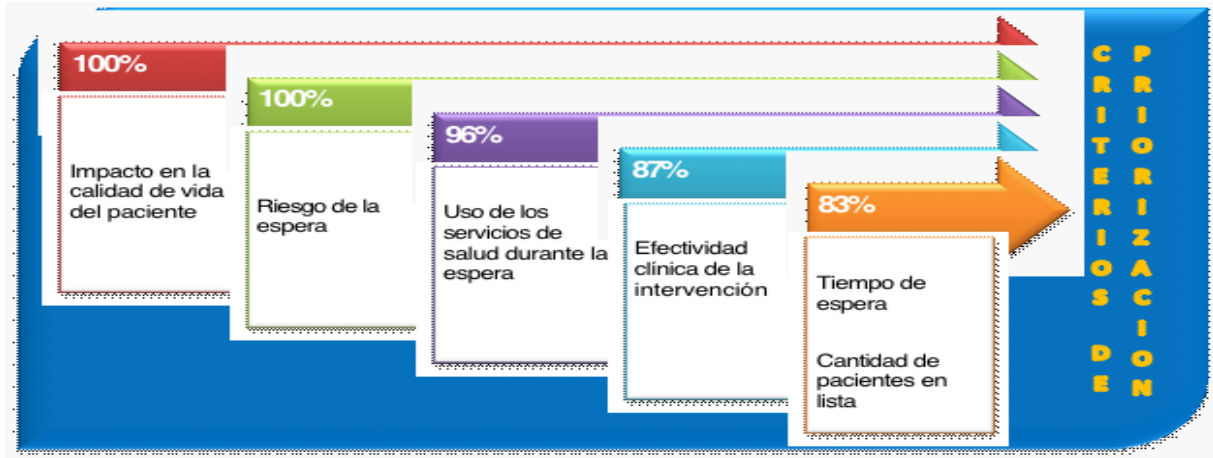 100%
Impacto en la
calidad de vida
del paciente
100%
Riesgo de la
espera
96%
Uso de los
servicios de
salud durante la
espera
87%
Efectividad
clínica de la
intervención
83%
Tiempo de
espera
Cantidad de
pacientes en
lista
CRITERIOS DE
PRIORIZACION